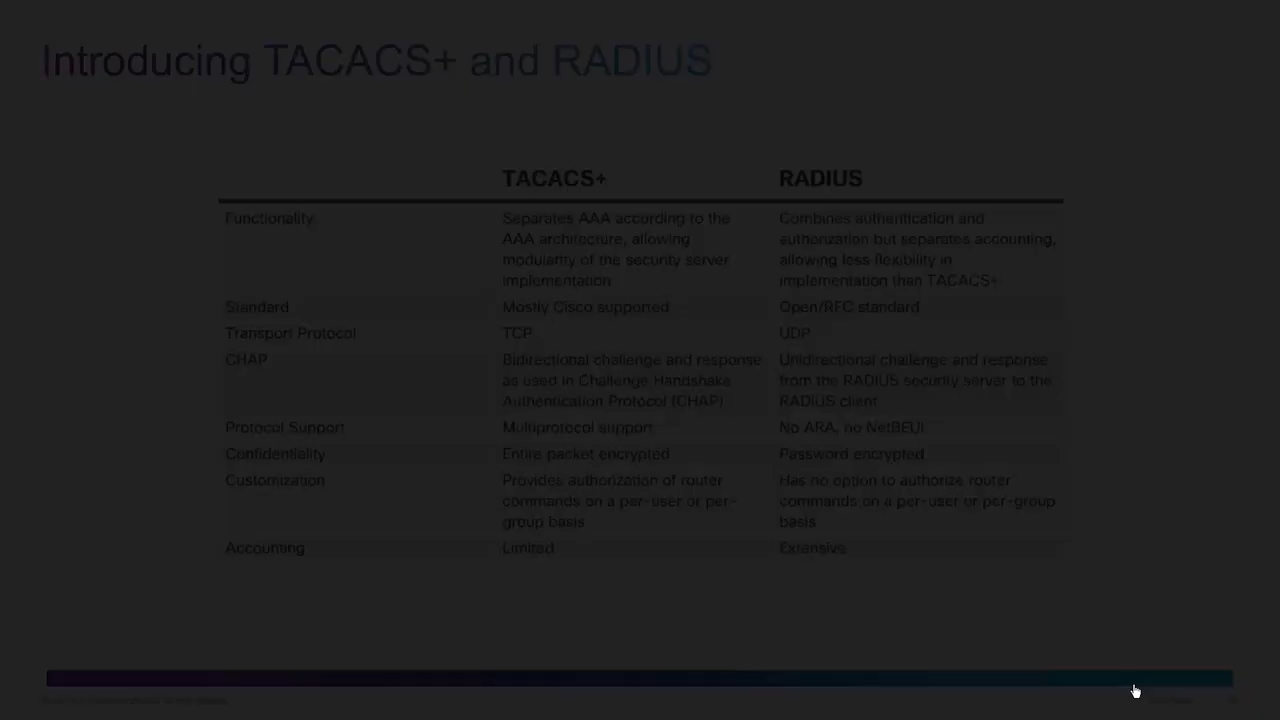 Introducing TACACS+ and RADIUS
TACACS+ RADIUS
Functionality Separates AAA according to the Combines authentication and
AAA architecture, allowing authorization but separates accounting,
modularity of the security server allowing less flexibility in
implementation implementation than TACACS+
Standard Mostly Cisco supported Open/RFC standard
Transport Protocol TCP UDP
CHAP Bidirectional challenge and response Unidirectional challenge and response
as used in Challenge Handshake from the RADIUS security server to the
Authentication Protocol (CHAP) RADIUS client
Protocol Support Multiprotocol support No ARA, no NetBEUI
Confidentiality Entire packet encrypted Password encrypted
Customization Provides authorization of router Has no option to authorize router
commands on a per-user or per- commands on a per-user or per-group
group basis basis
Accounting Limited Extensive